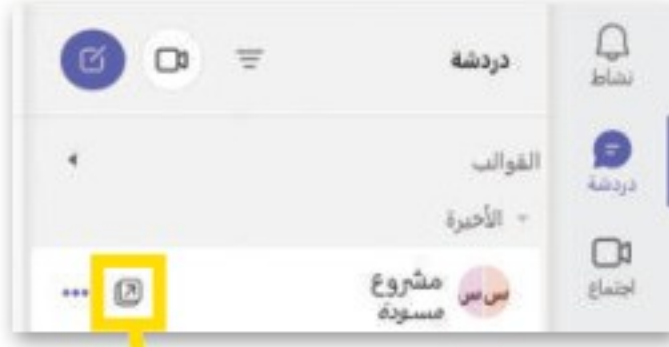 دردشة
نشاط
القوالب
دردشة
الأخيرة
س س
مشروع
مسودة
اجتماع